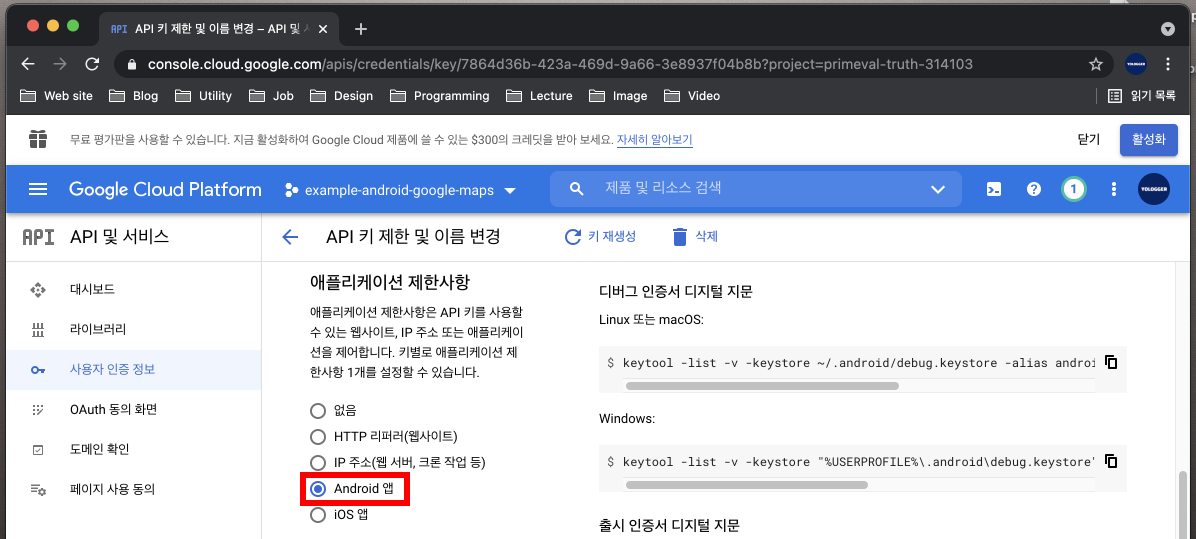 API API 키 제한 및 이름 변경 – API 및
console.cloud.google.com/apis/credentials/key/7864d36b-423a-469d-9a66-3e8937f04b8b?project=primeval-truth-314103
YOLOGGER
Web site Blog Utility Job Design Programming Lecture Image Video 읽기 목록
무료 평가판을 사용할 수 있습니다. 지금 활성화하여 Google Cloud 제품에 쓸 수 있는 $300의 크레딧을 받아 보세요. 자세히 알아보기 닫기 활성화
Google Cloud Platform example-android-google-maps 제품 및 리소스 검색 ? 1 YOLOGGER
API API 및 서비스
대시보드
라이브러리
사용자 인증 정보
OAuth 동의 화면
도메인 확인
페이지 사용 동의
API 키 제한 및 이름 변경 키 재생성 삭제
애플리케이션 제한사항
애플리케이션 제한사항은 API 키를 사용할
수 있는 웹사이트, IP 주소 또는 애플리케이
션을 제어합니다. 키별로 애플리케이션 제
한사항 1개를 설정할 수 있습니다.
없음
HTTP 리퍼러(웹사이트)
IP 주소(웹 서버, 크론 작업 등)
Android 앱
iOS 앱
디버그 인증서 디지털 지문
Linux 또는 macOS:
$ keytool -list -v -keystore ~/.android/debug.keystore -alias androi
Windows:
$ keytool -list -v -keystore "%USERPROFILE%\.android\debug.keystore"
출시 인증서 디지털 지문